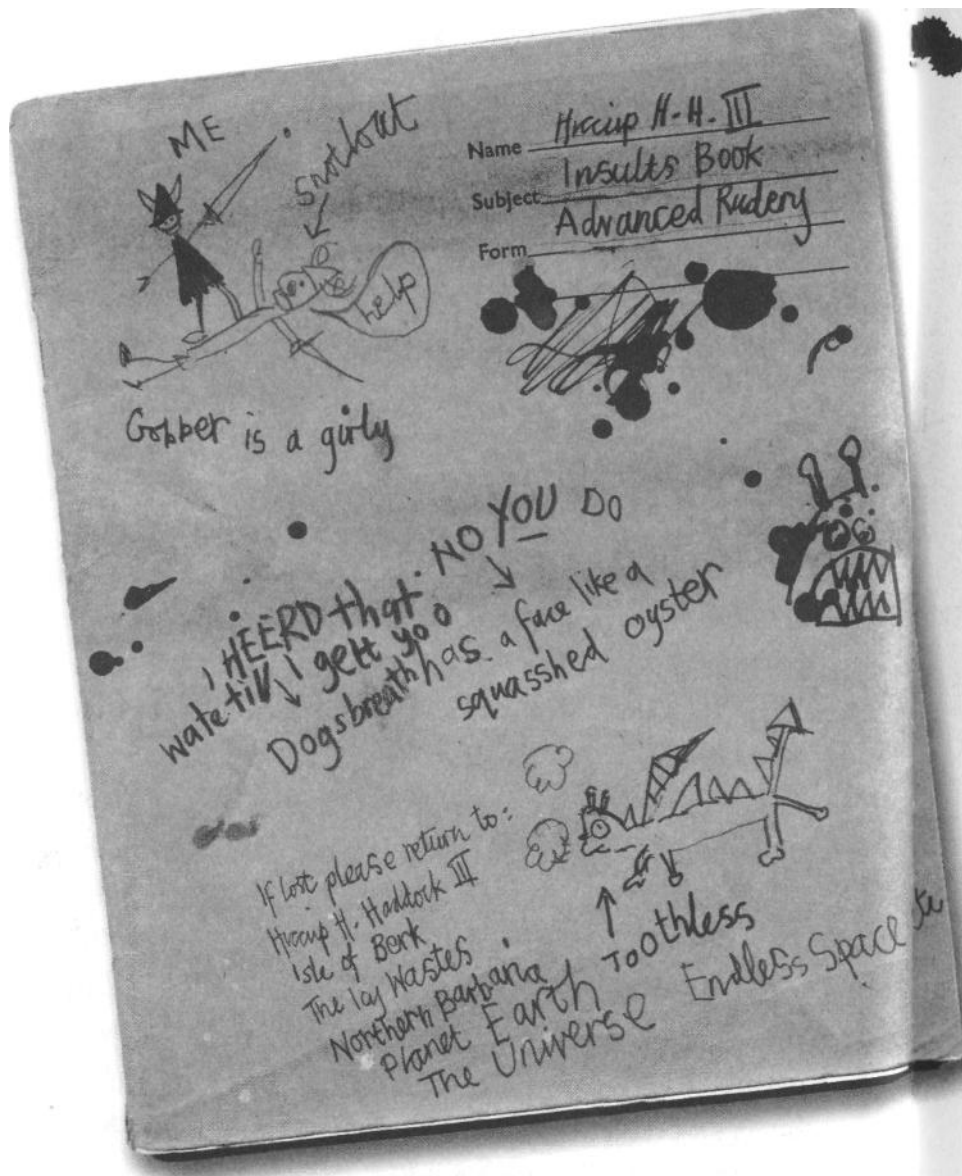 ME
Snotlout
help
Name Hiccup H.H. III
Subject Insults Book
Form Advanced Rudery
Gobber is a girly
NO YOU DO
I HEERD that.
wate till I gett yoo
Dogsbreath has a face like a
squasshed oyster
If lost please return to:
Hiccup H. Haddock III
Isle of Berk
The Icy Wastes
Northern Barbaria
Planet Earth
The Universe Endless Space etc
Toothless